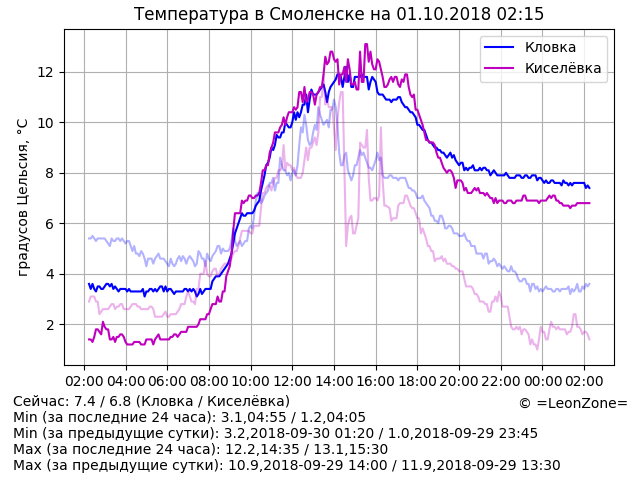 Температура в Смоленске на 01.10.2018 02:15
Кловка
Киселёвка
градусов Цельсия, °C
12
10
8
6
4
2
02:00 04:00 06:00 08:00 10:00 12:00 14:00 16:00 18:00 20:00 22:00 00:00 02:00
Сейчас: 7.4 / 6.8 (Кловка / Киселёвка)
© =LeonZone=
Min (за последние 24 часа): 3.1,04:55 / 1.2,04:05
Min (за предыдущие сутки): 3.2,2018-09-30 01:20 / 1.0,2018-09-29 23:45
Max (за последние 24 часа): 12.2,14:35 / 13.1,15:30
Max (за предыдущие сутки): 10.9,2018-09-29 14:00 / 11.9,2018-09-29 13:30